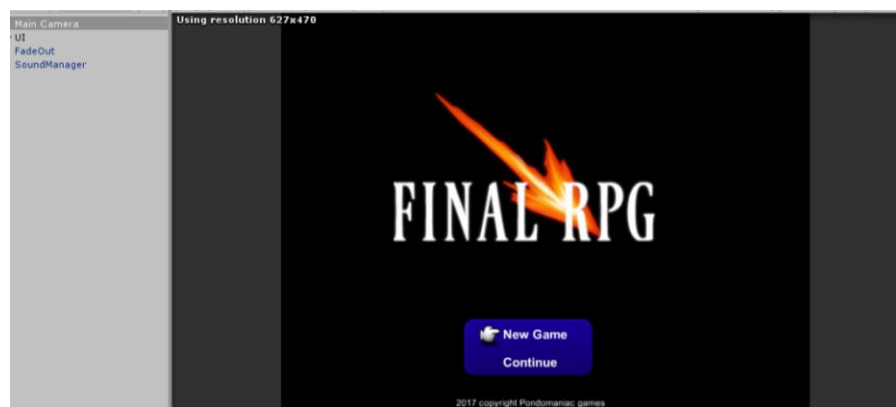 Main Camera
UI
FadeOut
SoundManager
Using resolution 627x470
FINAL RPG
New Game
Continue
2017 copyright Pondomaniac games